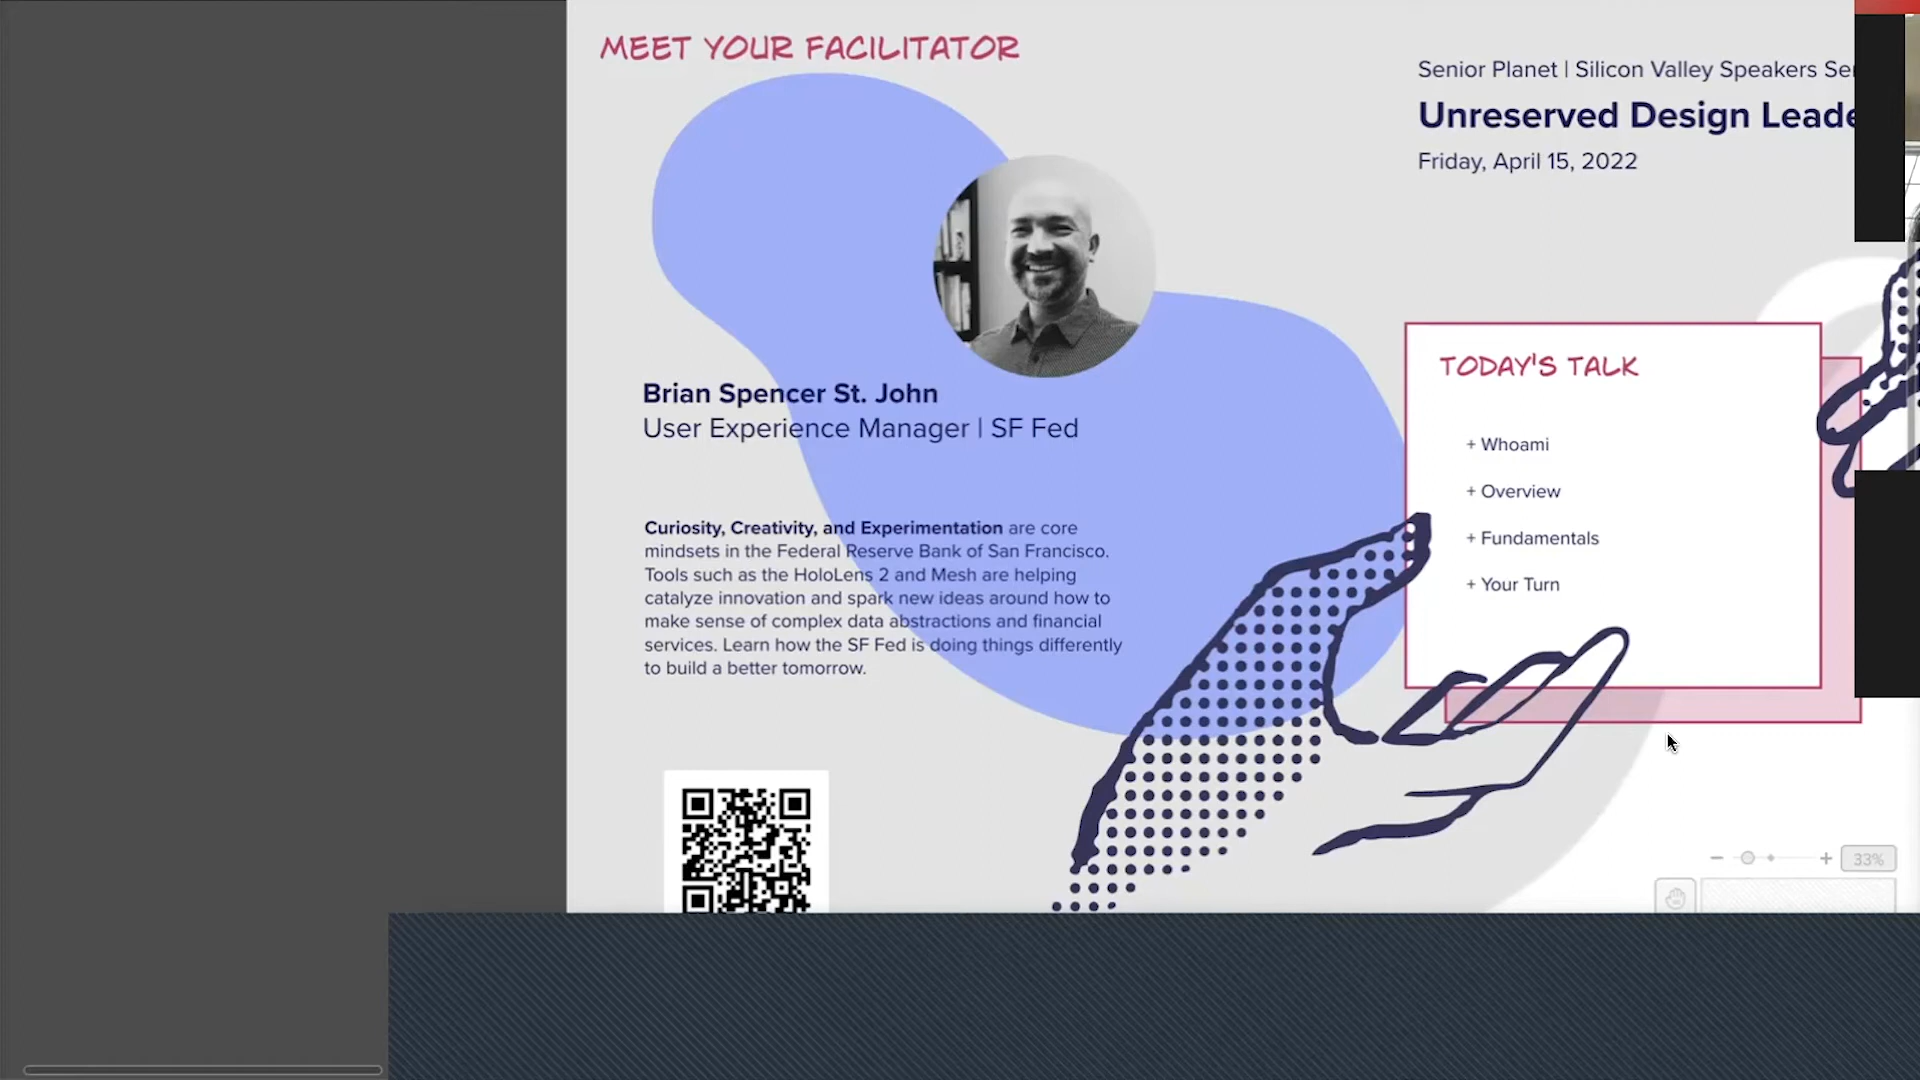 MEET YOUR FACILITATOR
Senior Planet | Silicon Valley Speakers
Unreserved Design
Friday, April 15, 2022
Brian Spencer St. John
User Experience Manager | SF Fed
Curiosity, Creativity, and Experimentation are core
mindsets in the Federal Reserve Bank of San Francisco.
Tools such as the HoloLens 2 and Mesh are helping
catalyze innovation and spark new ideas around how to
make sense of complex data abstractions and financial
services. Learn how the SF Fed is doing things differently
to build a better tomorrow.
TODAY'S TALK
+ Whoami
+ Overview
+ Fundamentals
+ Your Turn
33%